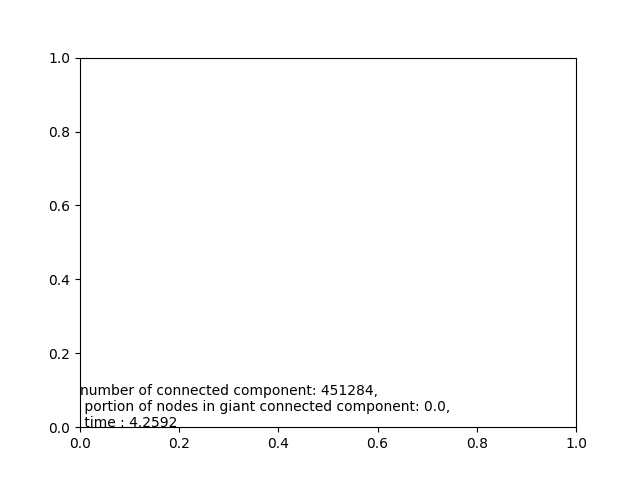 1.0
0.8
0.6
0.4
0.2
number of connected component: 451284,
portion of nodes in giant connected component: 0.0,
time : 4.2592
0.0
0.0 0.2 0.4 0.6 0.8 1.0